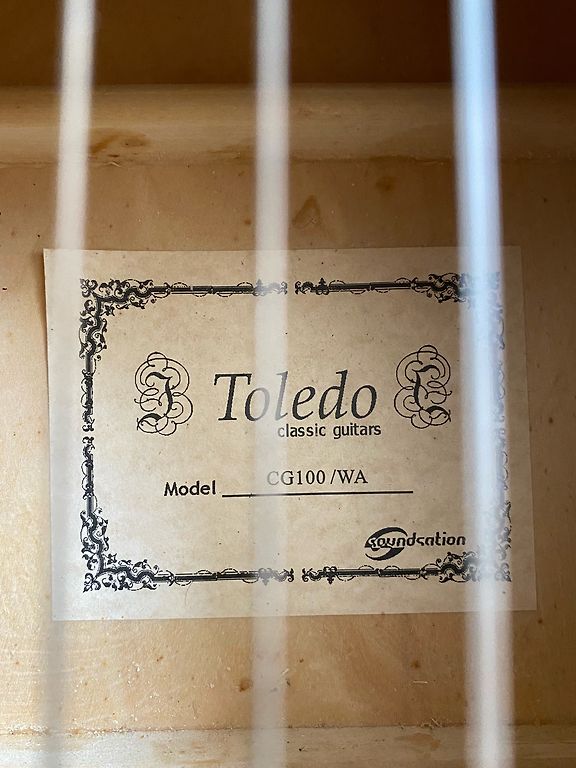 Toledo
classic guitars
Model CG100 /WA
soundsation